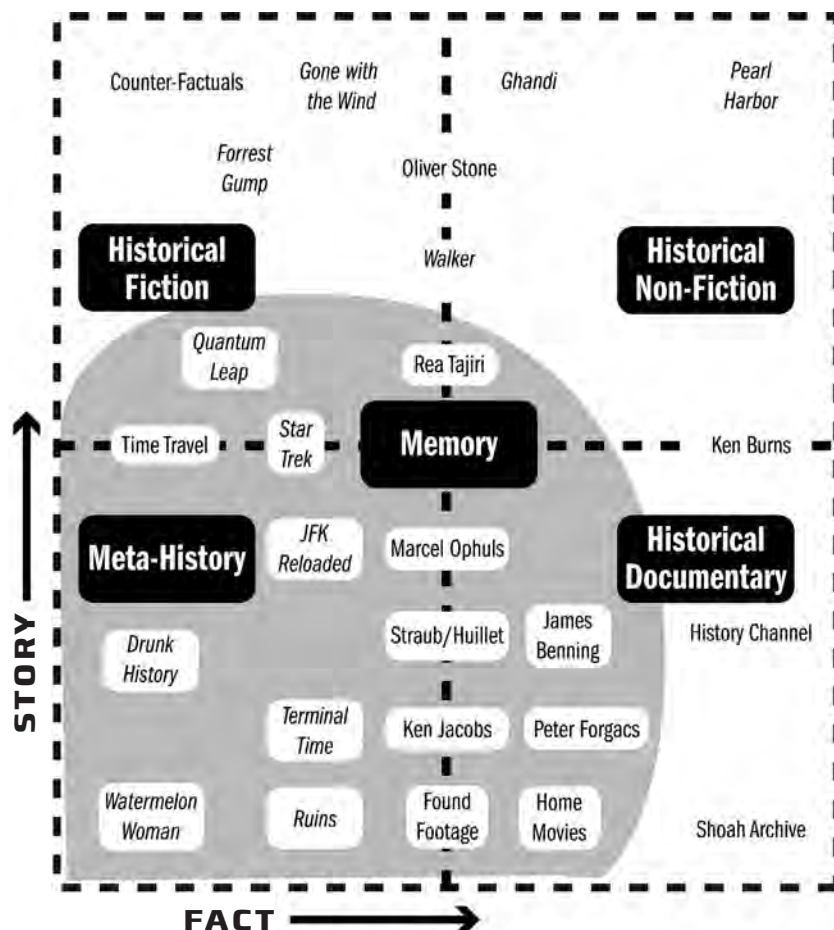 Counter-Factuals
Gone with
the Wind
Ghandi
Pearl
Harbor
Forrest
Gump
Oliver Stone
Historical
Fiction
Walker
Historical
Non-Fiction
Quantum
Leap
Rea Tajiri
Time Travel
Star
Trek
Memory
Ken Burns
Meta-History
JFK
Reloaded
Marcel Ophuls
Historical
Documentary
Drunk
History
Straub/Huillet
James
Benning
History Channel
Terminal
Time
Ken Jacobs
Peter Forgacs
Watermelon
Woman
Ruins
Found
Footage
Home
Movies
Shoah Archive
STORY
FACT